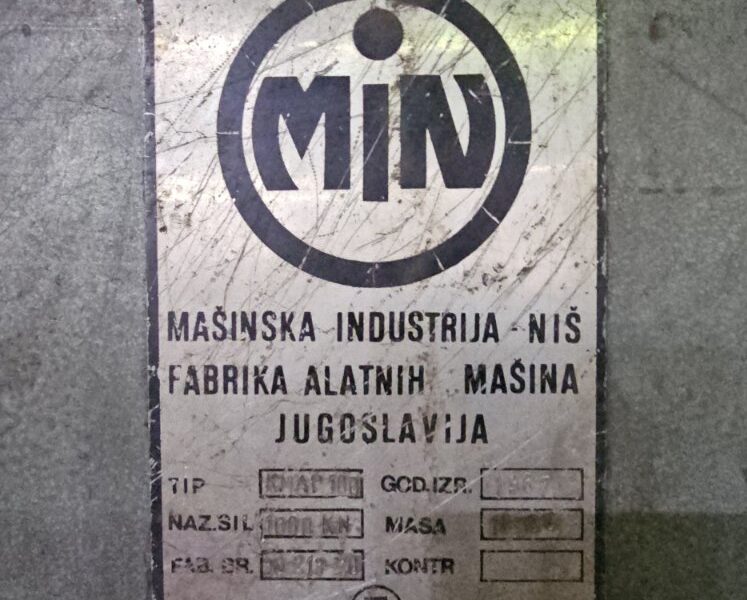 MIN
MAŠINSKA INDUSTRIJA - NIŠ
FABRIKA ALATNIH MAŠINA
JUGOSLAVIJA
TIP GOD. IZR.
NAZ. SIL 1000 KN MASA
FAB. BR. KONTR